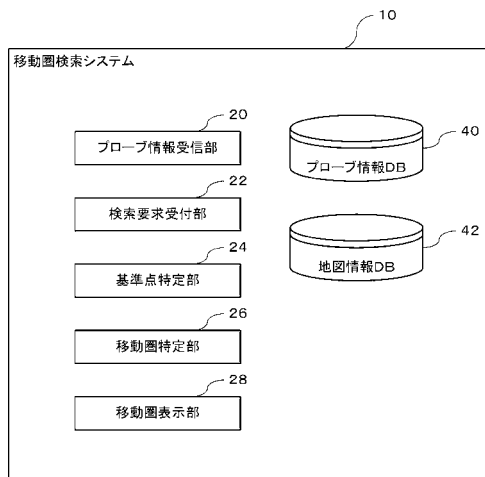 10
移動圏検索システム
20
プローブ情報受信部
22
検索要求受付部
24
基準点特定部
26
移動圏特定部
28
移動圏表示部
40
プローブ情報DB
42
地図情報DB